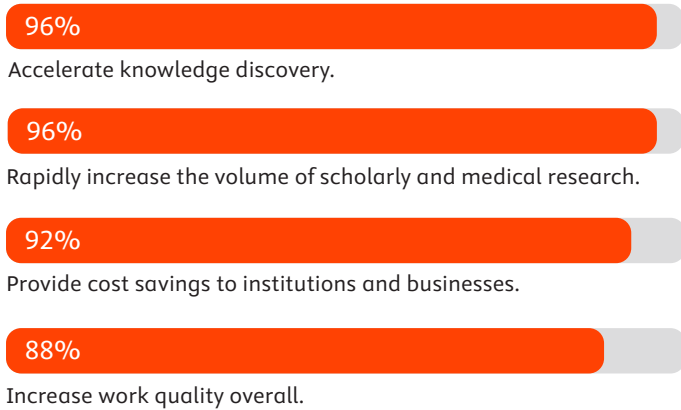 96%
Accelerate knowledge discovery.
96%
Rapidly increase the volume of scholarly and medical research.
92%
Provide cost savings to institutions and businesses.
88%
Increase work quality overall.